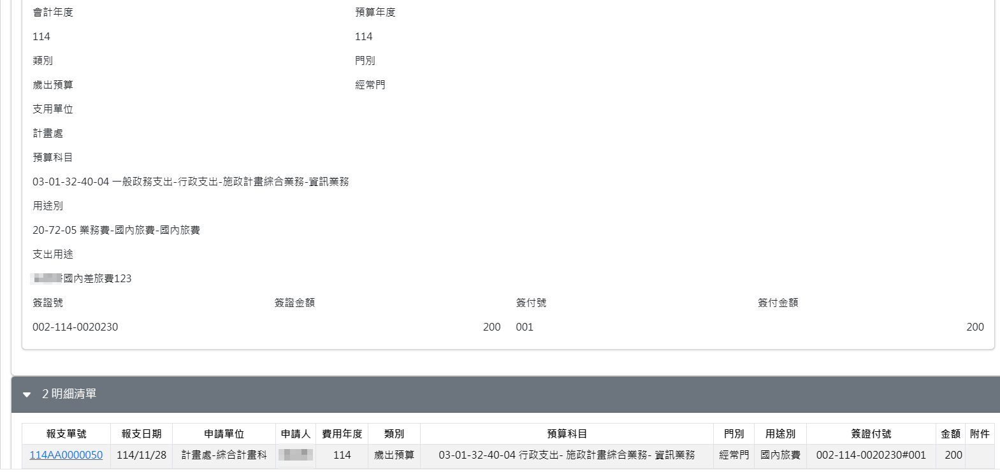 會計年度 預算年度
114 114
類別 門別
歲出預算 經常門
支用單位
計畫處
預算科目
03-01-32-40-04 一般政務支出-行政支出-施政計畫綜合業務-資訊業務
用途別
20-72-05 業務費-國內旅費-國內旅費
支出用途
國內差旅費123
簽證號 簽證金額 簽付號 簽付金額
002-114-0020230 200 001 200
2 明細清單
報支單號 報支日期 申請單位 申請人 費用年度 類別 預算科目 門別 用途別 簽證付號 金額 附件
114AA0000050 114/11/28 計畫處-綜合計畫科 114 歲出預算 03-01-32-40-04 行政支出- 施政計畫綜合業務- 資訊業務 經常門 國內旅費 002-114-0020230#001 200